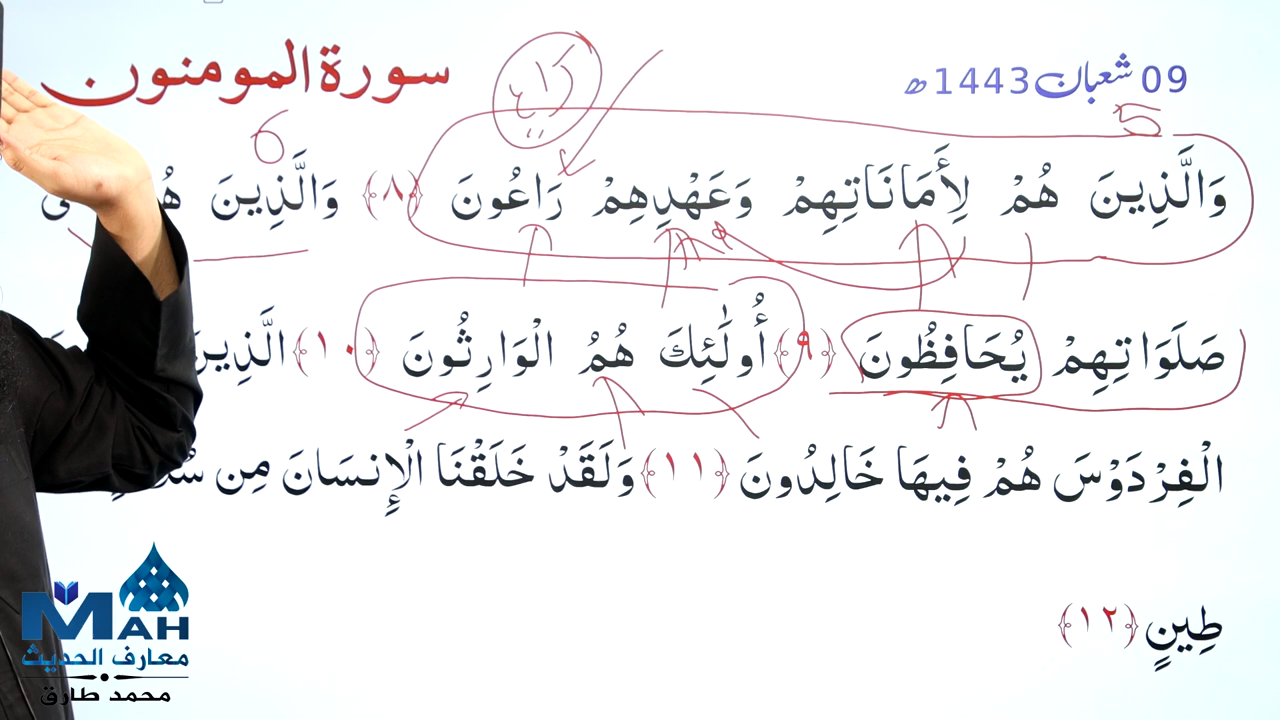 09 شعبان 1443ھ
سورة المومنون
5
6
وَالَّذِينَ هُمْ لِأَمَانَاتِهِمْ وَعَهْدِهِمْ رَاعُونَ ﴿٨﴾ وَالَّذِينَ
صَلَوَاتِهِمْ يُحَافِظُونَ ﴿٩﴾ أُولَٰئِكَ هُمُ الْوَارِثُونَ ﴿١٠﴾
الْفِرْدَوْسَ هُمْ فِيهَا خَالِدُونَ ﴿١١﴾ وَلَقَدْ خَلَقْنَا الْإِنسَانَ مِن
طِينٍ ﴿١٢﴾
MAH
معارف الحديث
محمد طارق